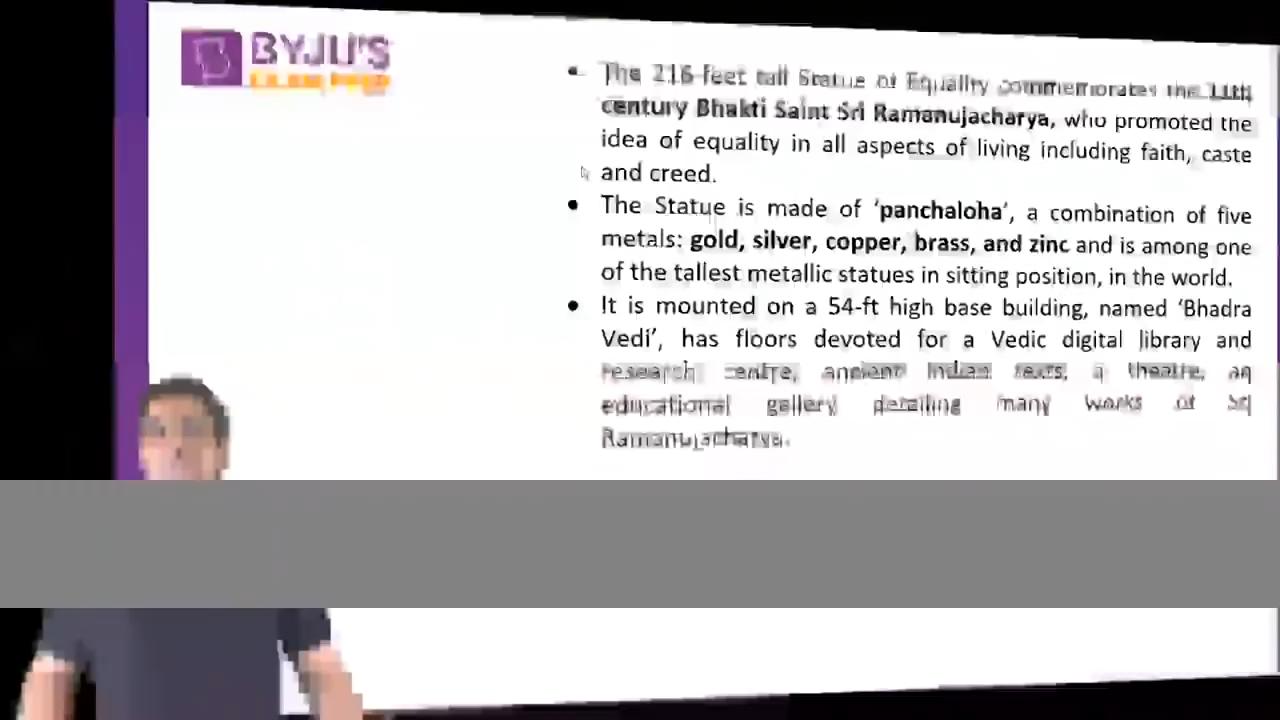 BYJU'S
Exam Prep
• The 216-feet tall Statue of Equality commemorates the 11th
century Bhakti Saint Sri Ramanujacharya, who promoted the
idea of equality in all aspects of living including faith, caste
and creed.
• The Statue is made of ‘panchaloha’, a combination of five
metals: gold, silver, copper, brass, and zinc and is among one
of the tallest metallic statues in sitting position, in the world.
• It is mounted on a 54-ft high base building, named ‘Bhadra
Vedi’, has floors devoted for a Vedic digital library and
research centre, ancient Indian texts, a theatre, an
educational gallery detailing many works of Sri
Ramanujacharya.